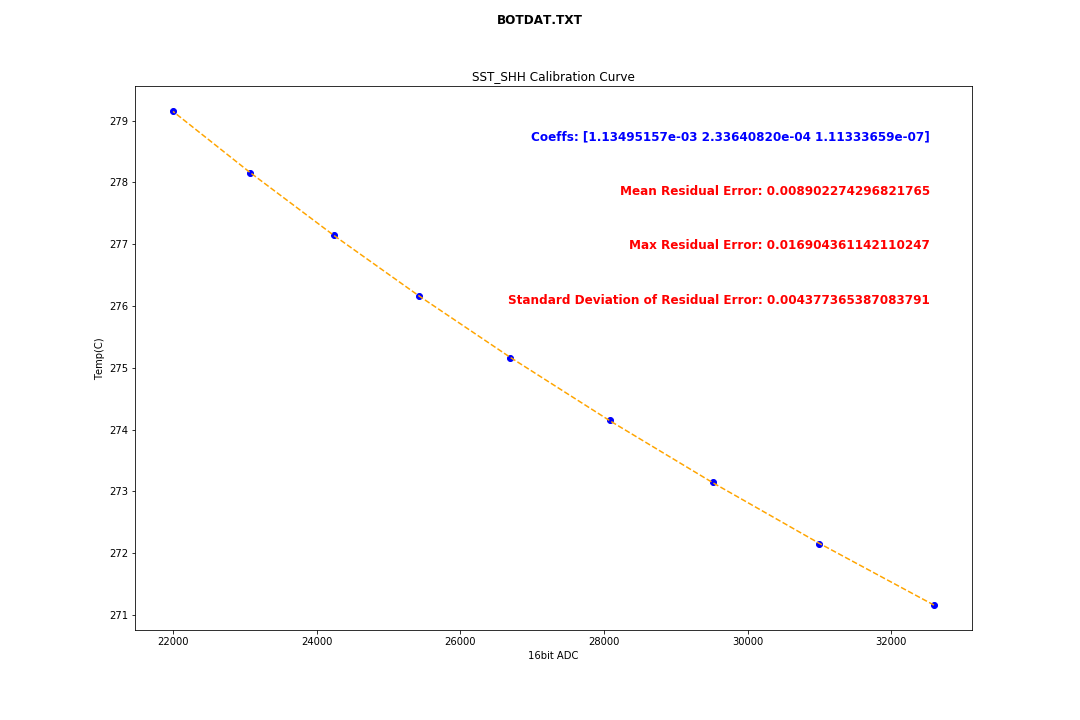 BOTDAT.TXT
SST_SHH Calibration Curve
279
278
277
276
275
274
273
272
271
Temp(C)
Coeffs: [1.13495157e-03 2.33640820e-04 1.11333659e-07]
Mean Residual Error: 0.008902274296821765
Max Residual Error: 0.016904361142110247
Standard Deviation of Residual Error: 0.004377365387083791
22000 24000 26000 28000 30000 32000
16bit ADC